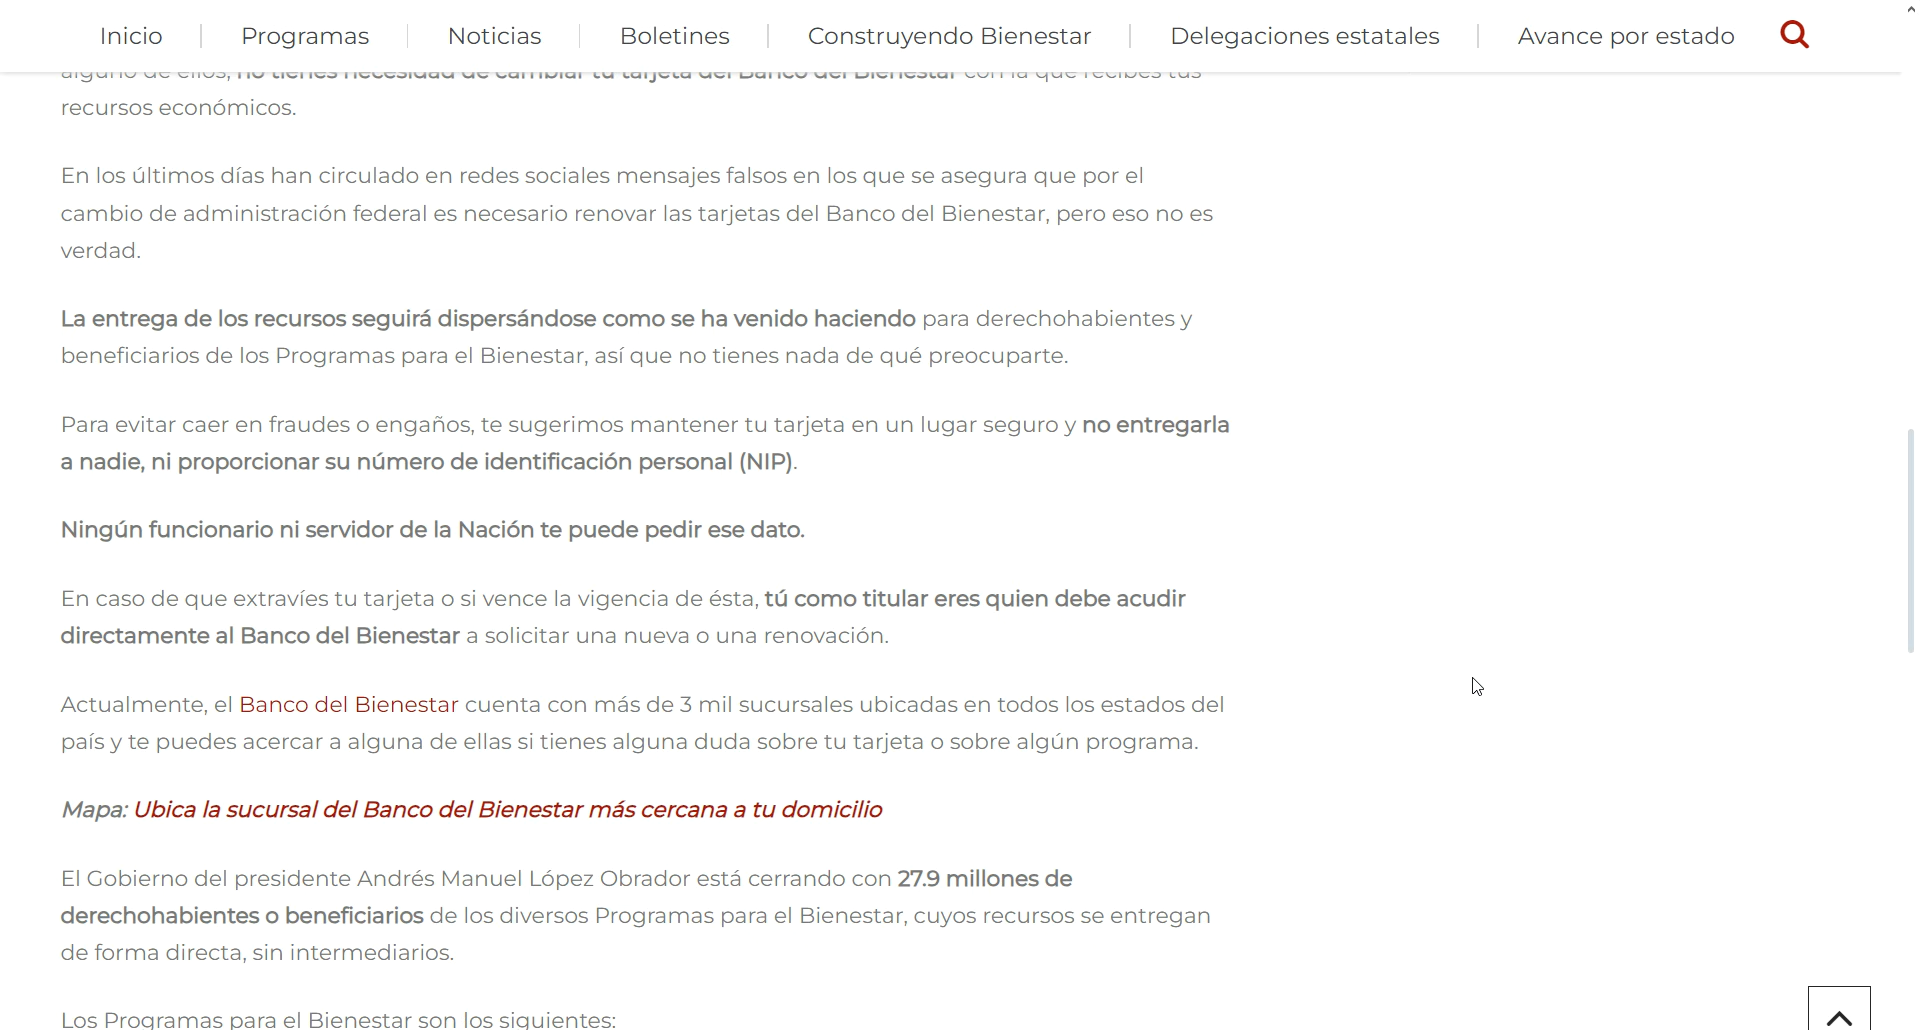 Inicio Programas Noticias Boletines Construyendo Bienestar Delegaciones estatales Avance por estado
alguno de ellos, no tienes necesidad de cambiar tu tarjeta del Banco del Bienestar con la que recibes tus
recursos económicos.
En los últimos días han circulado en redes sociales mensajes falsos en los que se asegura que por el
cambio de administración federal es necesario renovar las tarjetas del Banco del Bienestar, pero eso no es
verdad.
La entrega de los recursos seguirá dispersándose como se ha venido haciendo para derechohabientes y
beneficiarios de los Programas para el Bienestar, así que no tienes nada de qué preocuparte.
Para evitar caer en fraudes o engaños, te sugerimos mantener tu tarjeta en un lugar seguro y no entregarla
a nadie, ni proporcionar su número de identificación personal (NIP).
Ningún funcionario ni servidor de la Nación te puede pedir ese dato.
En caso de que extravíes tu tarjeta o si vence la vigencia de ésta, tú como titular eres quien debe acudir
directamente al Banco del Bienestar a solicitar una nueva o una renovación.
Actualmente, el Banco del Bienestar cuenta con más de 3 mil sucursales ubicadas en todos los estados del
país y te puedes acercar a alguna de ellas si tienes alguna duda sobre tu tarjeta o sobre algún programa.
Mapa: Ubica la sucursal del Banco del Bienestar más cercana a tu domicilio
El Gobierno del presidente Andrés Manuel López Obrador está cerrando con 27.9 millones de
derechohabientes o beneficiarios de los diversos Programas para el Bienestar, cuyos recursos se entregan
de forma directa, sin intermediarios.
Los Programas para el Bienestar son los siguientes: